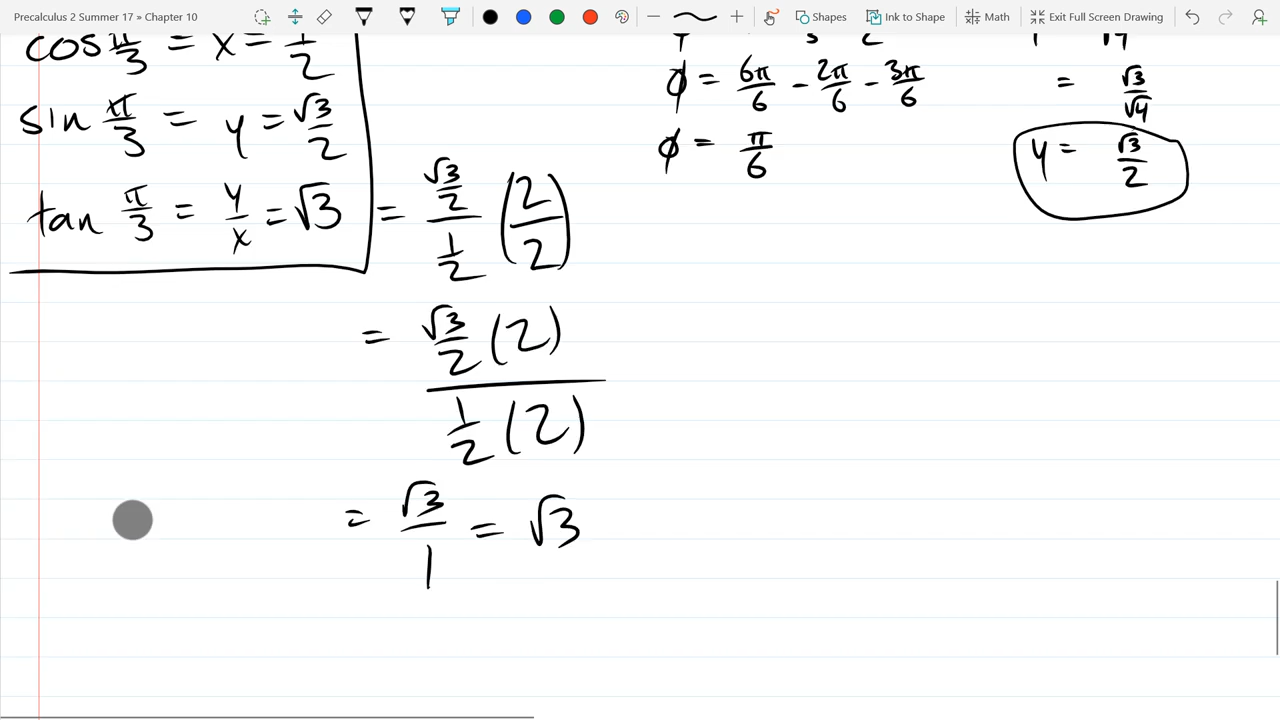 Precalculus 2 Summer 17 » Chapter 10
Shapes Ink to Shape Math Exit Full Screen Drawing
cos π/3 = x = 1/2
sin π/3 = y = √3/2
tan π/3 = y/x = √3 = (√3/2)/(1/2) (2/2)
= (√3/2 (2))/(1/2 (2))
= √3/1 = √3
ϕ = 6π/6 - 2π/6 - 3π/6
ϕ = π/6
= √3/√4
y = √3/2